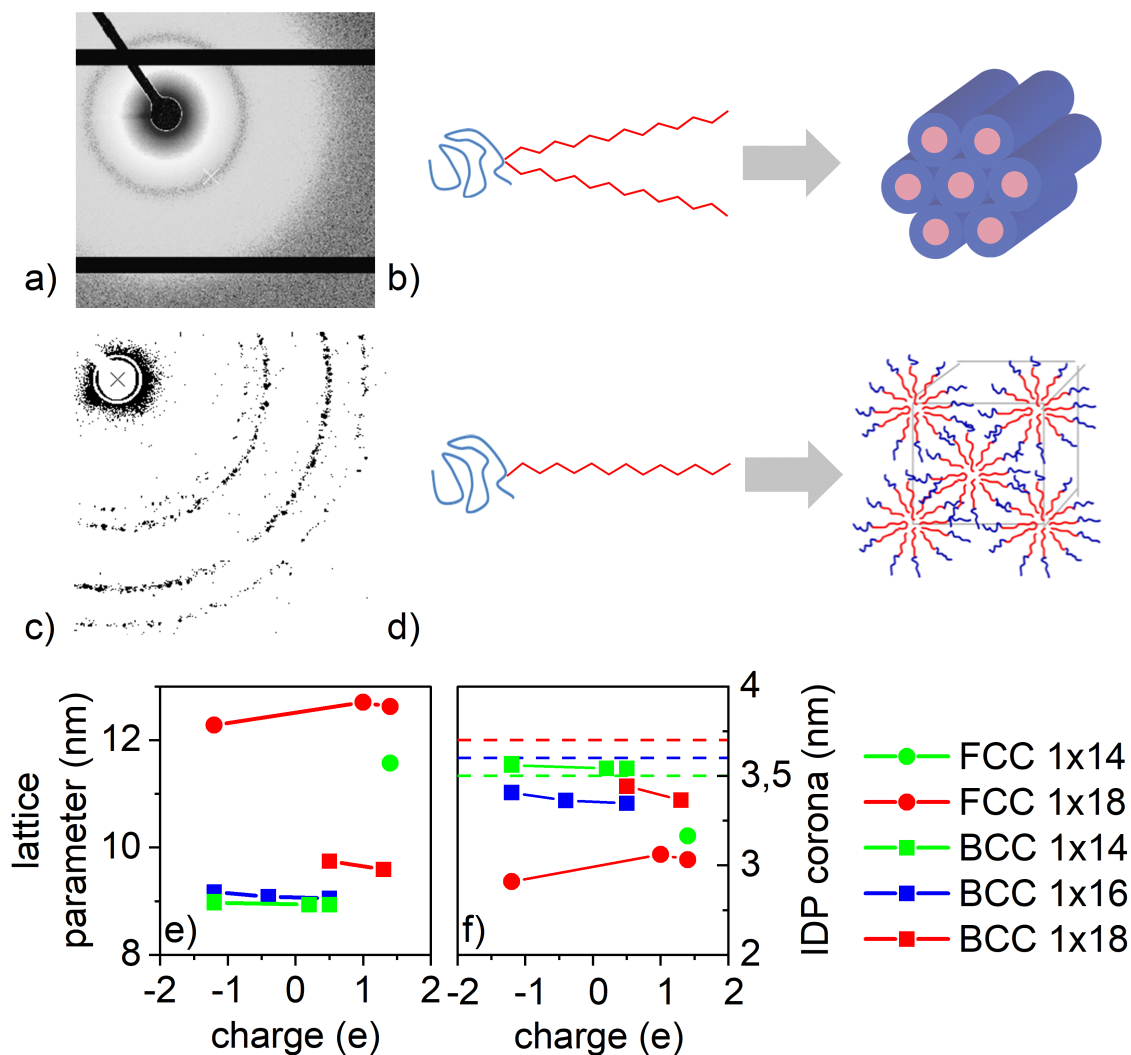 a)
b)
c)
d)
lattice
parameter (nm)
12
10
8
e)
-2 -1 0 1 2
charge (e)
f)
4
3,5
3
2
IDP corona (nm)
-2 -1 0 1 2
charge (e)
FCC 1x14
FCC 1x18
BCC 1x14
BCC 1x16
BCC 1x18